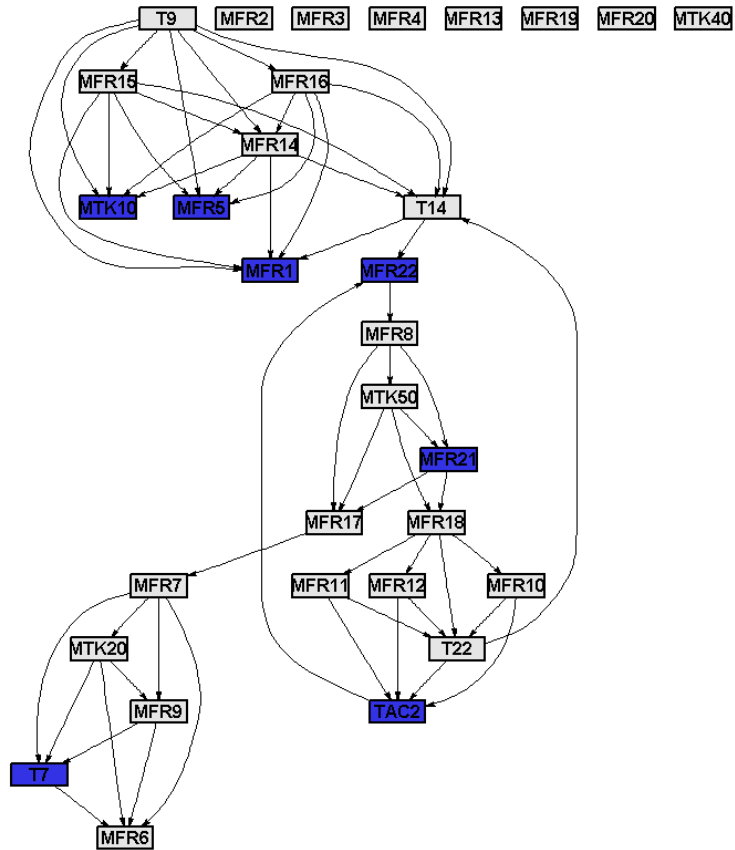 T9 MFR2 MFR3 MFR4 MFR13 MFR19 MFR20 MTK40
MFR15 MFR16
MFR14
MTK10 MFR5 T14
MFR1 MFR22
MFR8
MTK50
MFR21
MFR17 MFR18
MFR7 MFR11 MFR12 MFR10
MTK20 T22
MFR9 TAC2
T7
MFR6